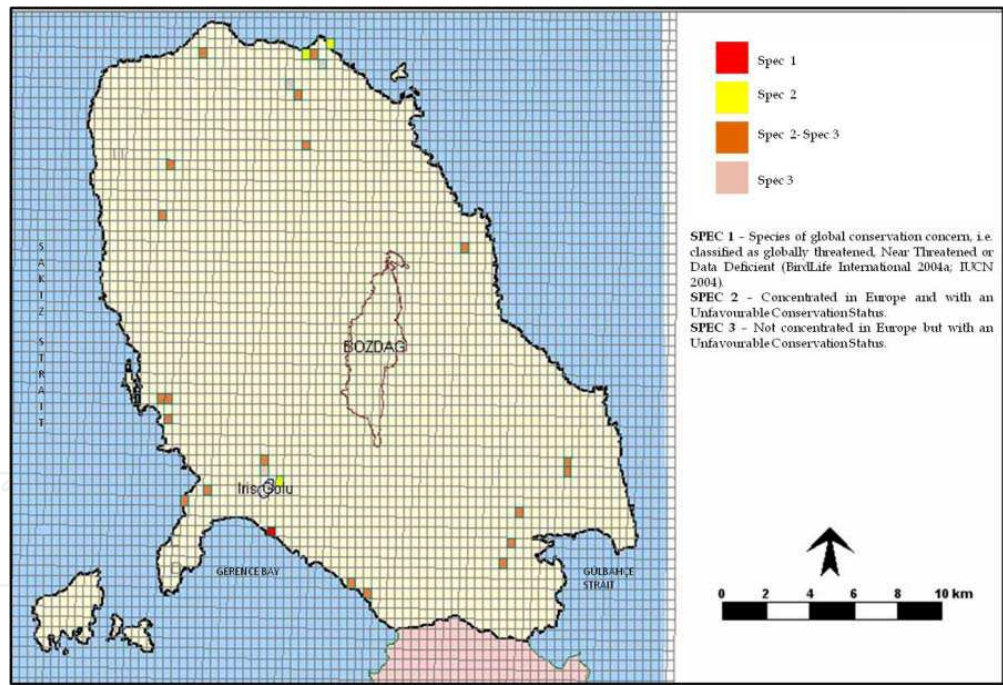 Spec 1
Spec 2
Spec 2- Spec 3
Spec 3
SPEC 1 – Species of global conservation concern, i.e.
classified as globally threatened, Near Threatened or
Data Deficient (BirdLife International 2004a; IUCN
2004).
SPEC 2 – Concentrated in Europe and with an
Unfavourable Conservation Status.
SPEC 3 – Not concentrated in Europe but with an
Unfavourable Conservation Status.
SAKIZ STRAIT
BOZDAG
Iris Golu
GERENCE BAY
GÜLBAHÇE
STRAIT
0 2 4 6 8 10 km